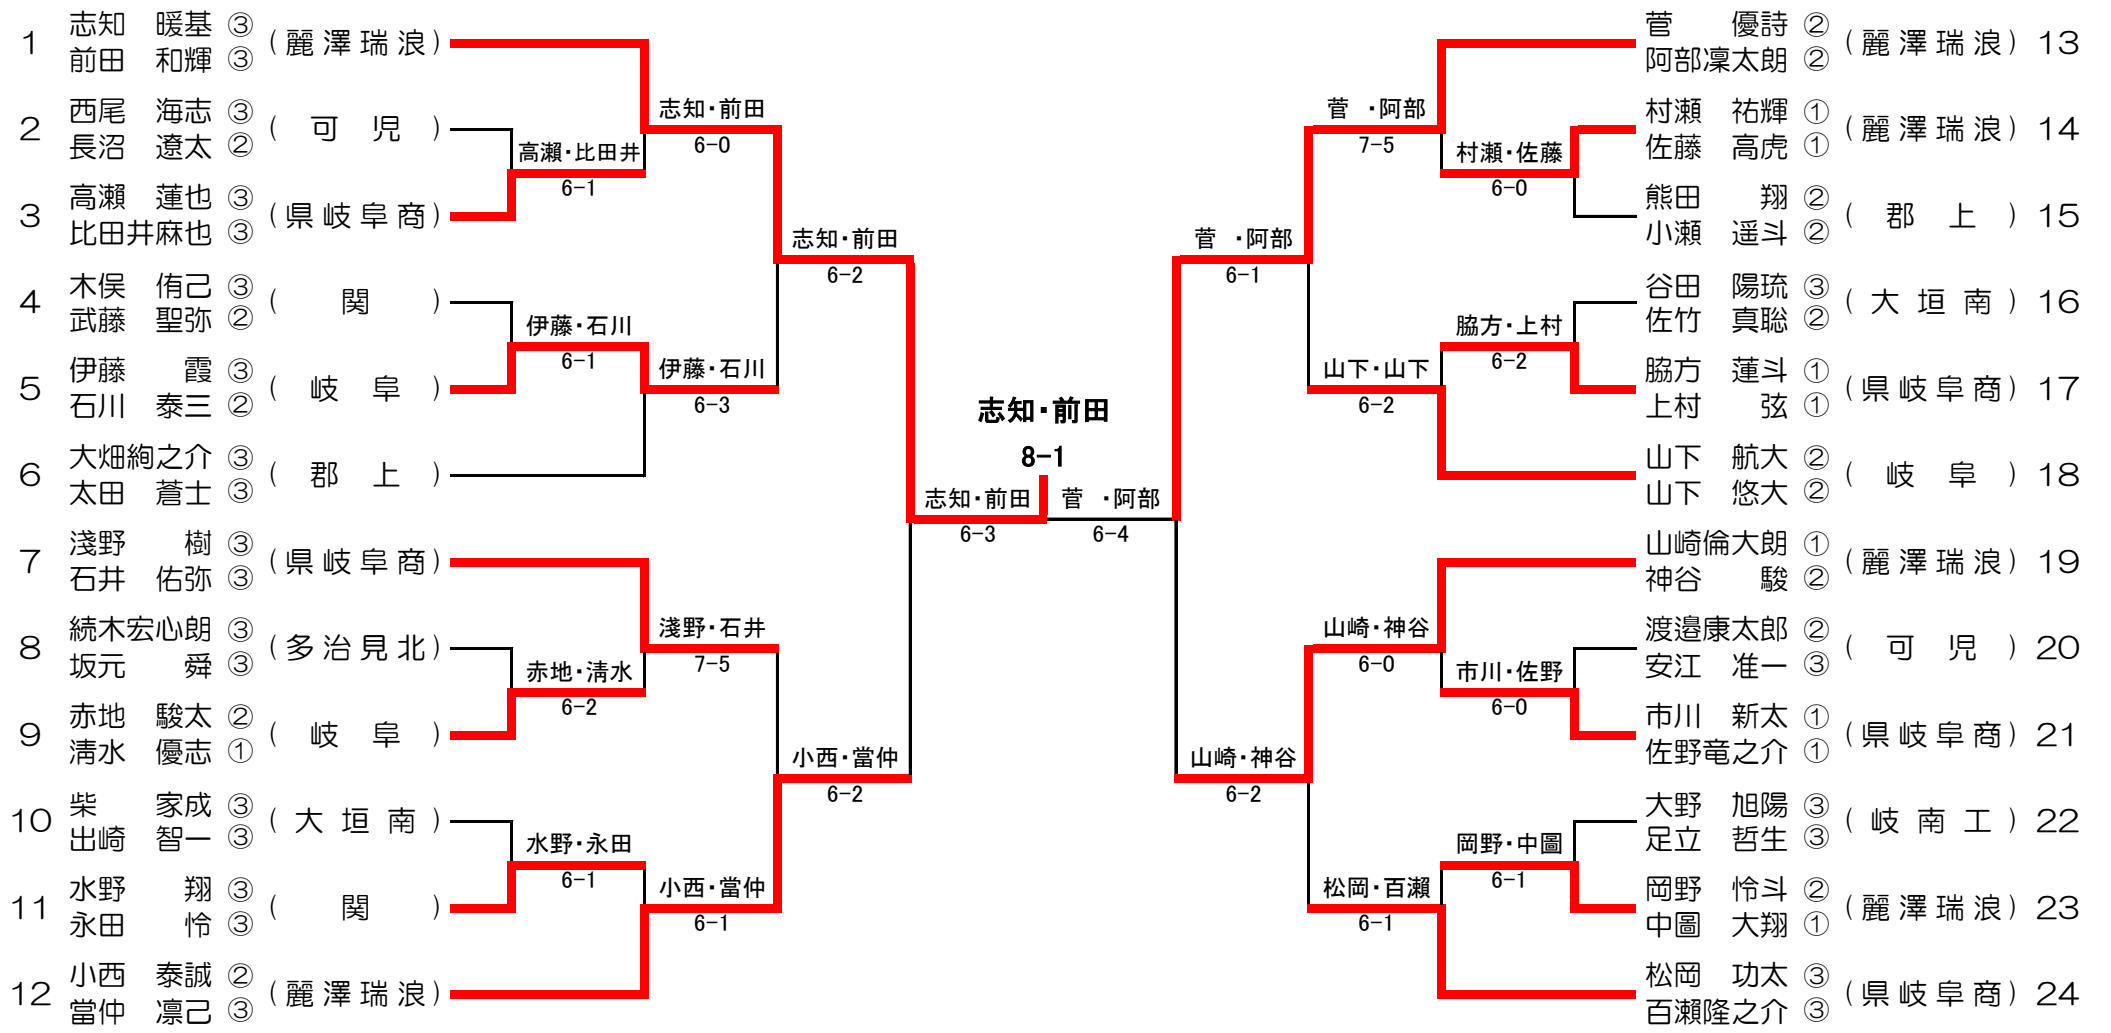 1 志知 暖基 ③ (麗澤瑞浪)
前田 和輝 ③
2 西尾 海志 ③ (可児)
長沼 遼太 ②
3 高瀬 蓮也 ③ (県岐阜商)
比田井麻也 ③
4 木俣 侑己 ③ (関)
武藤 聖弥 ②
5 伊藤 霞 ③ (岐阜)
石川 泰三 ②
6 大畑絢之介 ③ (郡上)
太田 蒼士 ③
7 淺野 樹 ③ (県岐阜商)
石井 佑弥 ③
8 続木宏心朗 ③ (多治見北)
坂元 舜 ③
9 赤地 駿太 ② (岐阜)
清水 優志 ①
10 柴 家成 ③ (大垣南)
出崎 智一 ③
11 水野 翔 ③ (関)
永田 怜 ③
12 小西 泰誠 ② (麗澤瑞浪)
當仲 凛己 ③
高瀬・比田井
6-1
伊藤・石川
6-1
赤地・清水
6-2
水野・永田
6-1
志知・前田
6-0
伊藤・石川
6-3
淺野・石井
7-5
小西・當仲
6-1
志知・前田
6-2
小西・當仲
6-2
志知・前田
6-3
志知・前田
8-1
菅 ・阿部
6-4
菅 ・阿部
6-1
山崎・神谷
6-2
菅 ・阿部
7-5
山下・山下
6-2
山崎・神谷
6-0
松岡・百瀬
6-1
村瀬・佐藤
6-0
脇方・上村
6-2
市川・佐野
6-0
岡野・中圖
6-1
菅 優詩 ② (麗澤瑞浪) 13
阿部凜太朗 ②
村瀬 祐輝 ① (麗澤瑞浪) 14
佐藤 高虎 ①
熊田 翔 ② (郡上) 15
小瀬 遥斗 ②
谷田 陽琉 ③ (大垣南) 16
佐竹 真聡 ②
脇方 蓮斗 ① (県岐阜商) 17
上村 弦 ①
山下 航大 ② (岐阜) 18
山下 悠大 ②
山崎倫大朗 ① (麗澤瑞浪) 19
神谷 駿 ②
渡邉康太郎 ② (可児) 20
安江 准一 ③
市川 新太 ① (県岐阜商) 21
佐野竜之介 ①
大野 旭陽 ③ (岐南工) 22
足立 哲生 ③
岡野 怜斗 ② (麗澤瑞浪) 23
中圖 大翔 ①
松岡 功太 ③ (県岐阜商) 24
百瀬隆之介 ③